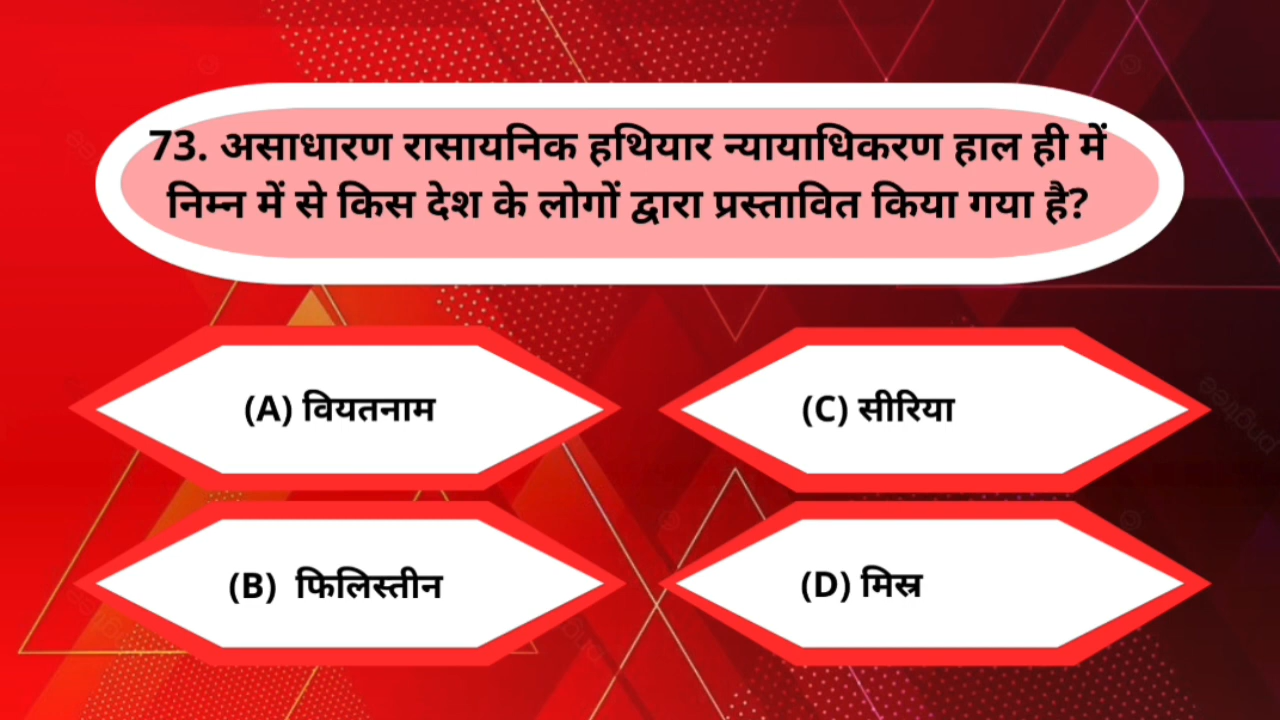 73. असाधारण रासायनिक हथियार न्यायाधिकरण हाल ही में
निम्न में से किस देश के लोगों द्वारा प्रस्तावित किया गया है?
(A) वियतनाम
(B) फिलिस्तीन
(C) सीरिया
(D) मिस्र